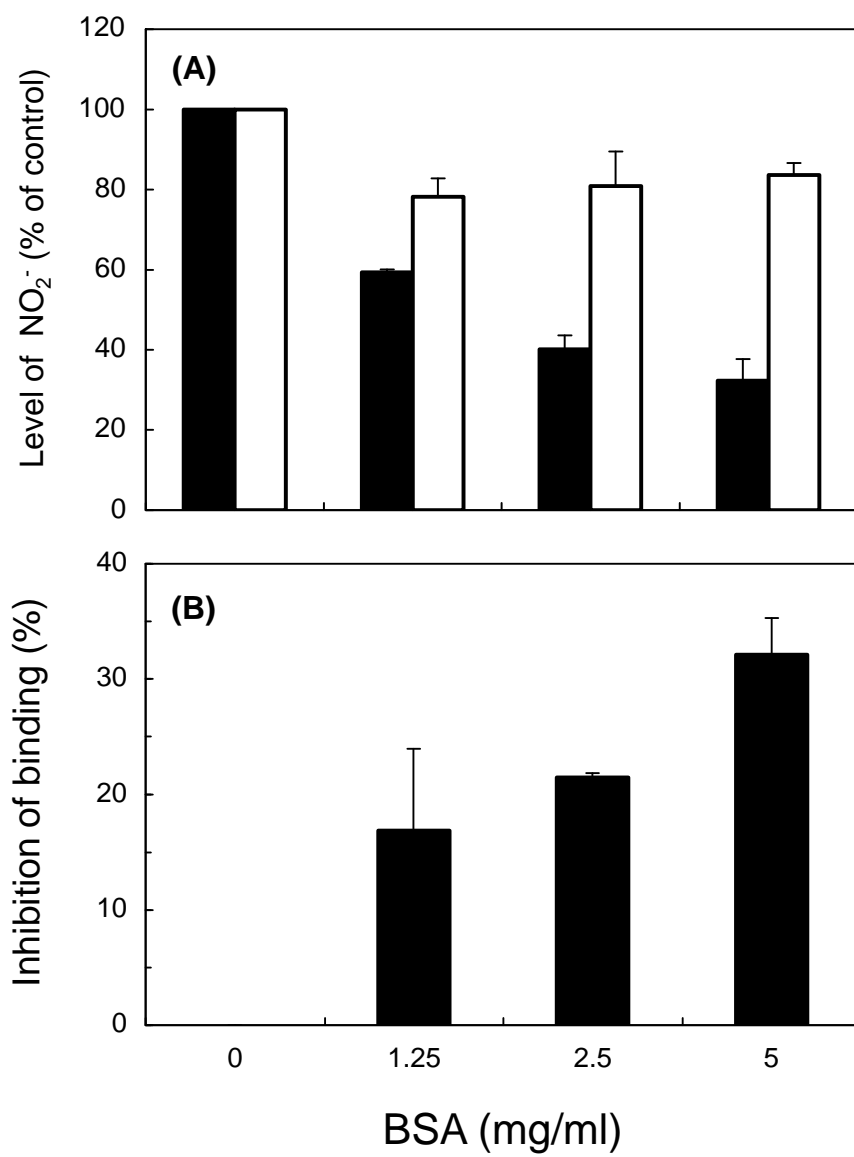 120
100
80
60
40
20
0
Level of NO₂⁻ (% of control)
(A)
40
30
20
10
0
Inhibition of binding (%)
(B)
0 1.25 2.5 5
BSA (mg/ml)